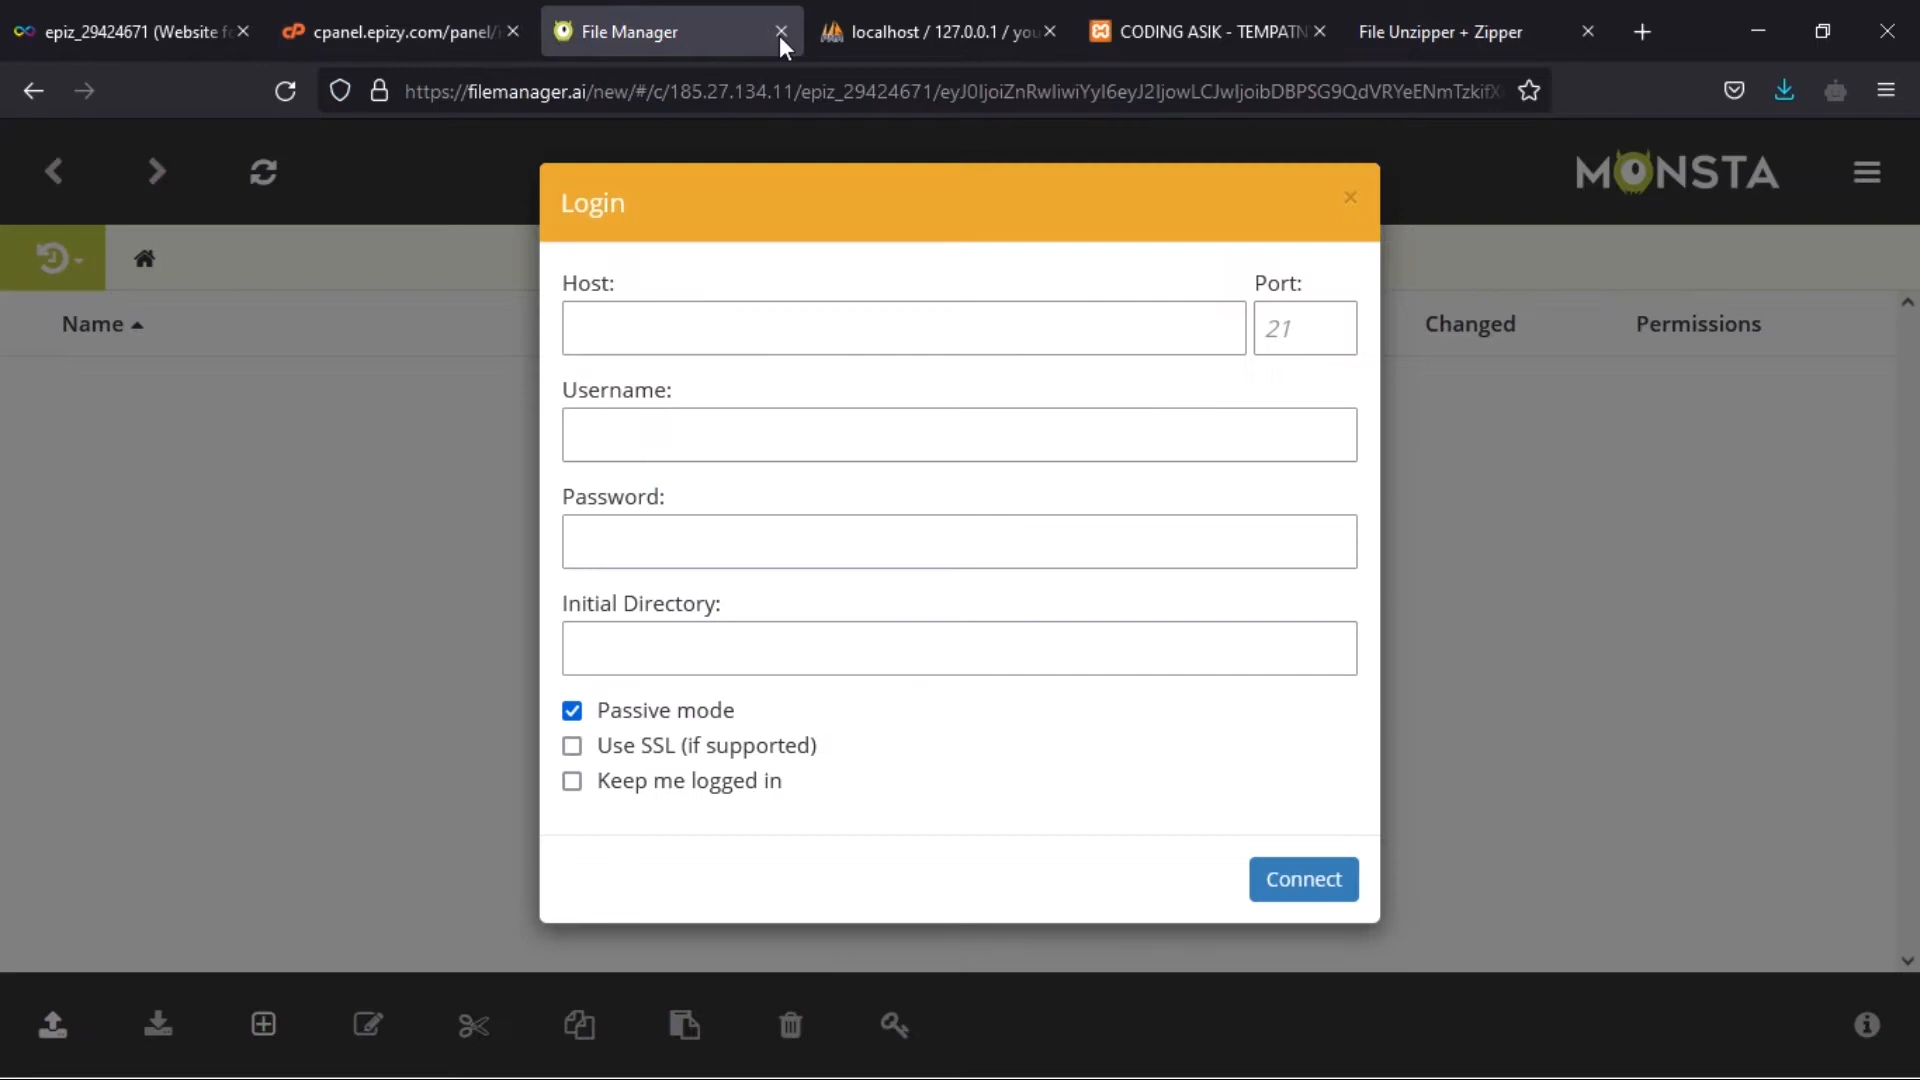 epiz_29424671 (Website f
cpanel.epizy.com/panel/
File Manager
localhost / 127.0.0.1 / you
CODING ASIK - TEMPATN
File Unzipper + Zipper
https://filemanager.ai/new/#/c/185.27.134.11/epiz_29424671/
MONSTA
Login
×
Host:
Port:
21
Name
Changed
Permissions
Username:
Password:
Initial Directory:
Passive mode
Use SSL (if supported)
Keep me logged in
Connect